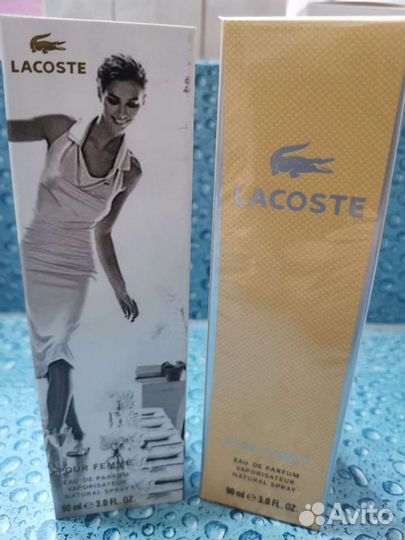 LACOSTE
POUR FEMME
EAU DE PARFUM
VAPORISATEUR
NATURAL SPRAY
90 ml e 3.0 FL. OZ.
LACOSTE
POUR FEMME
EAU DE PARFUM
VAPORISATEUR
NATURAL SPRAY
90 ml e 3.0 FL. OZ.
Avito